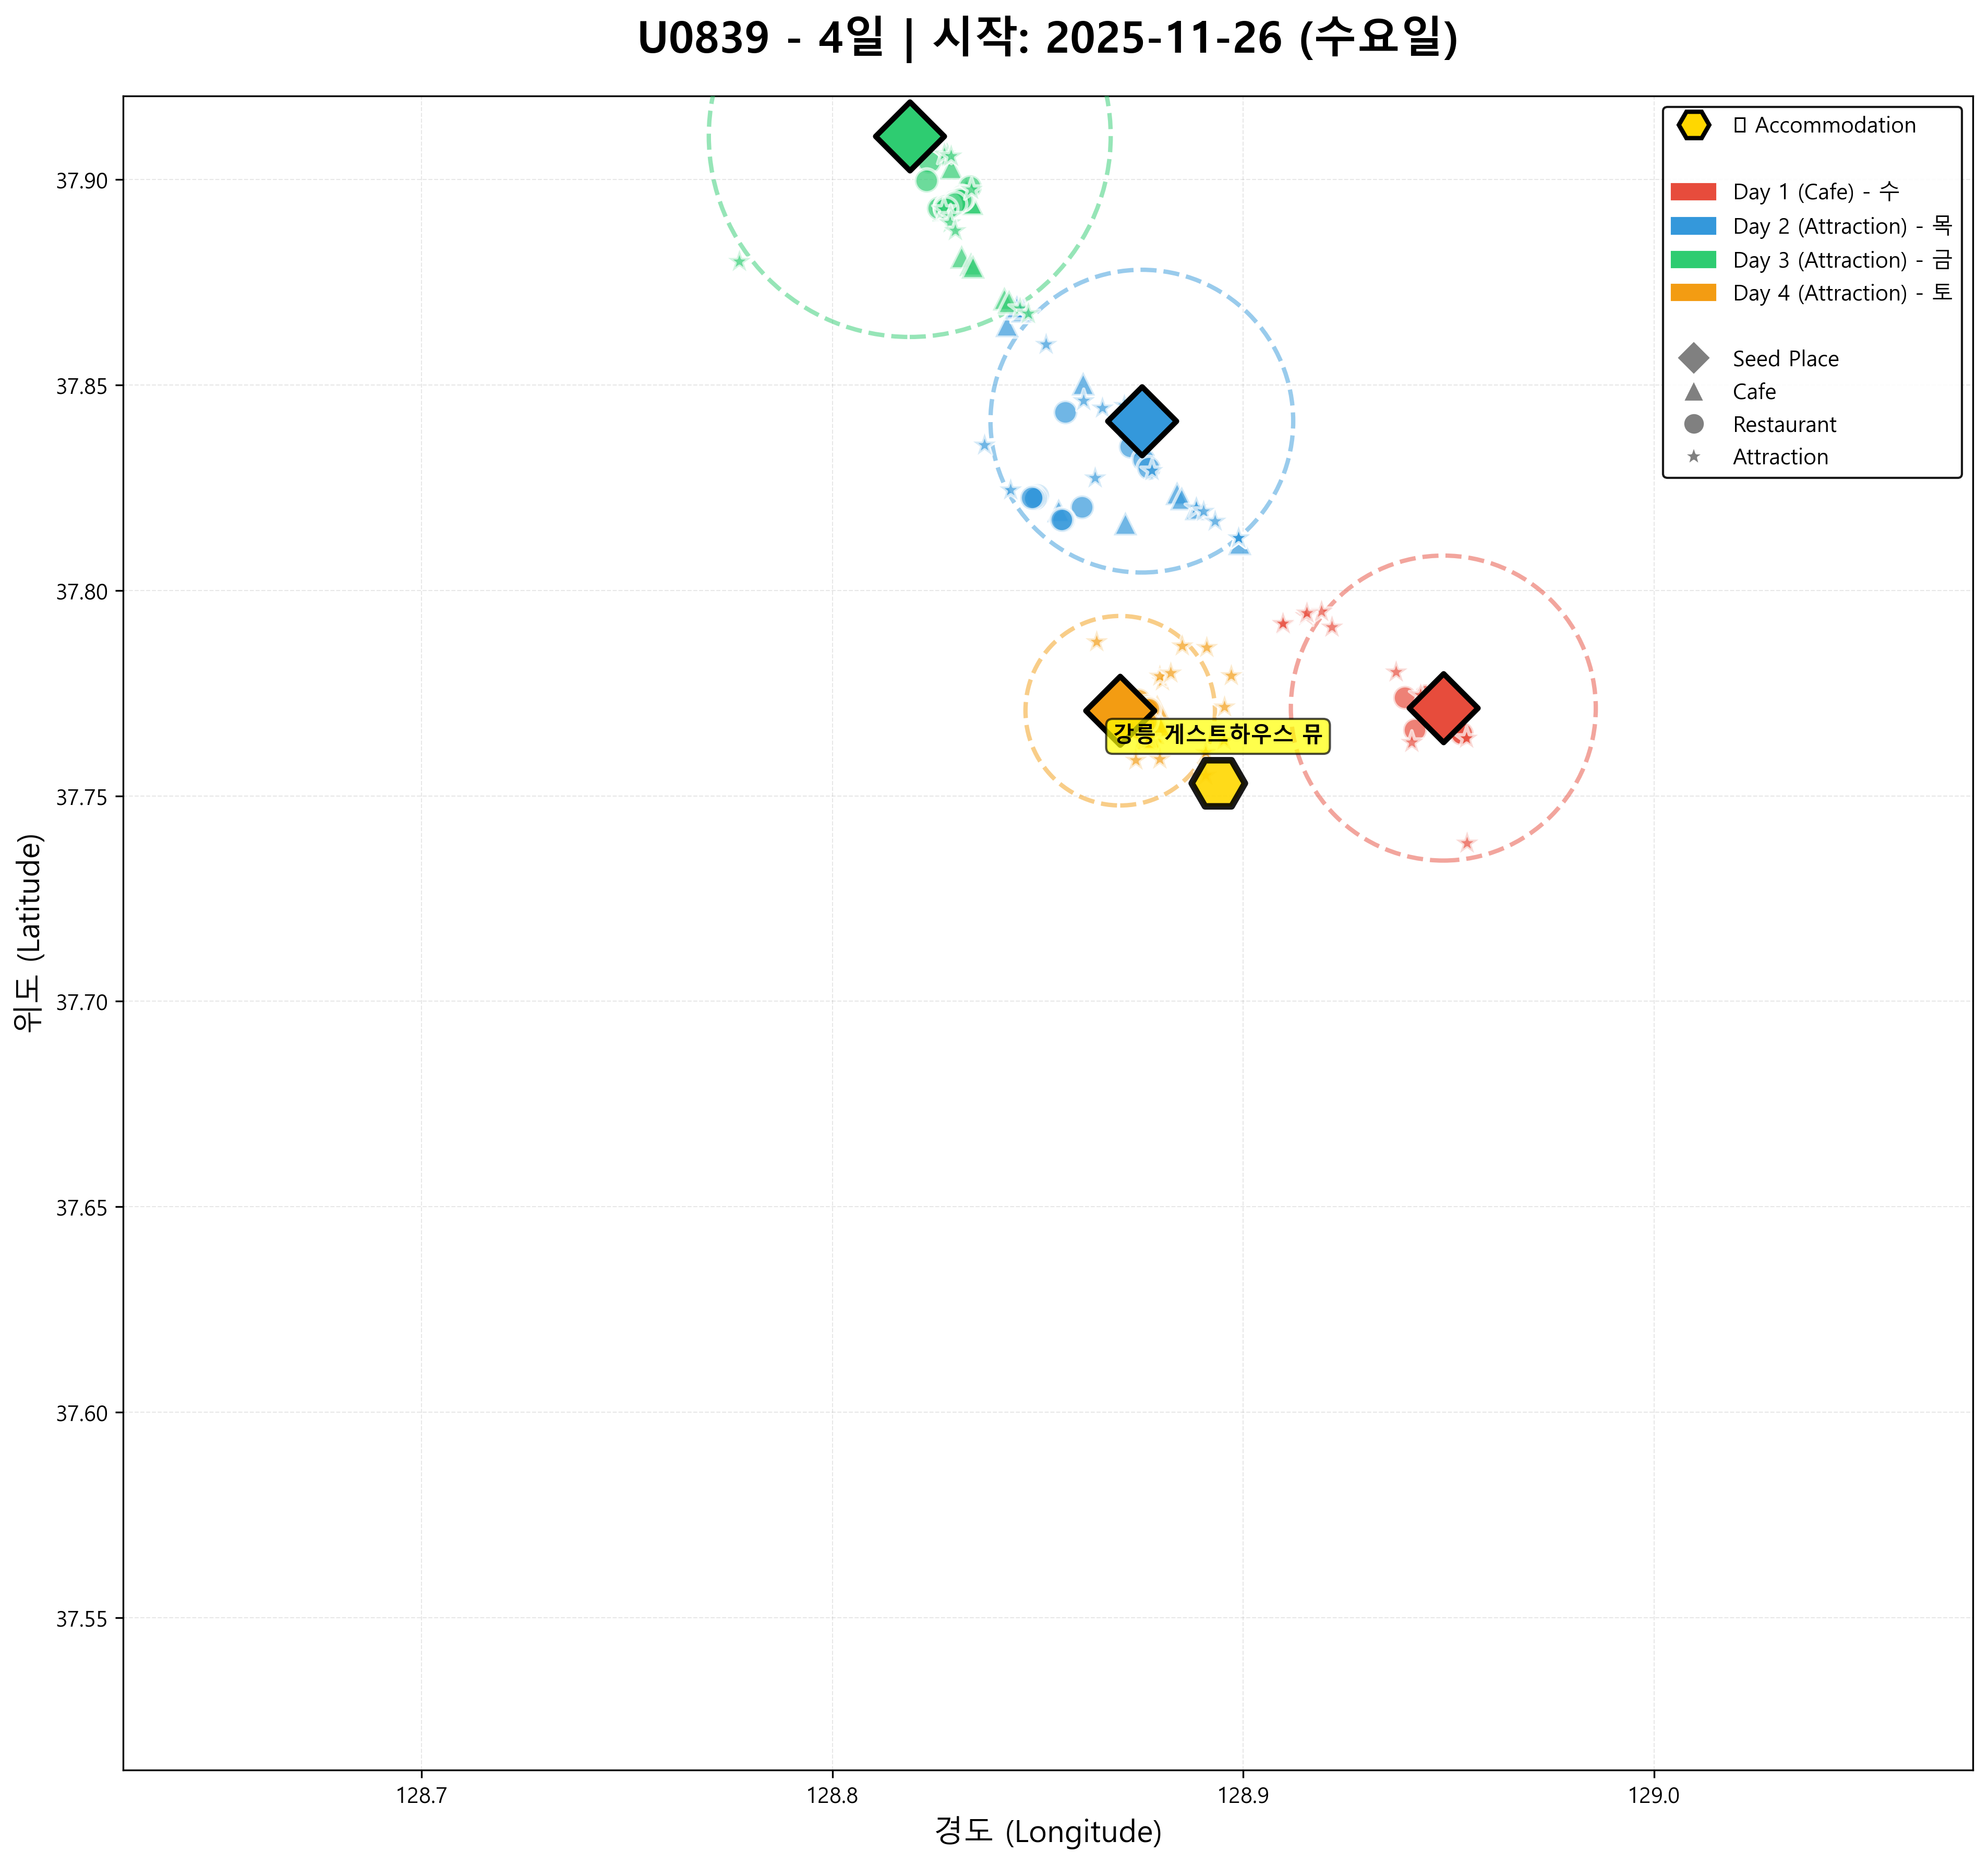 U0839 - 4일 | 시작: 2025-11-26 (수요일)
▯ Accommodation
Day 1 (Cafe) - 수
Day 2 (Attraction) - 목
Day 3 (Attraction) - 금
Day 4 (Attraction) - 토
Seed Place
Cafe
Restaurant
Attraction
강릉 게스트하우스 뮤
위도 (Latitude)
37.90
37.85
37.80
37.75
37.70
37.65
37.60
37.55
128.7
128.8
128.9
129.0
경도 (Longitude)